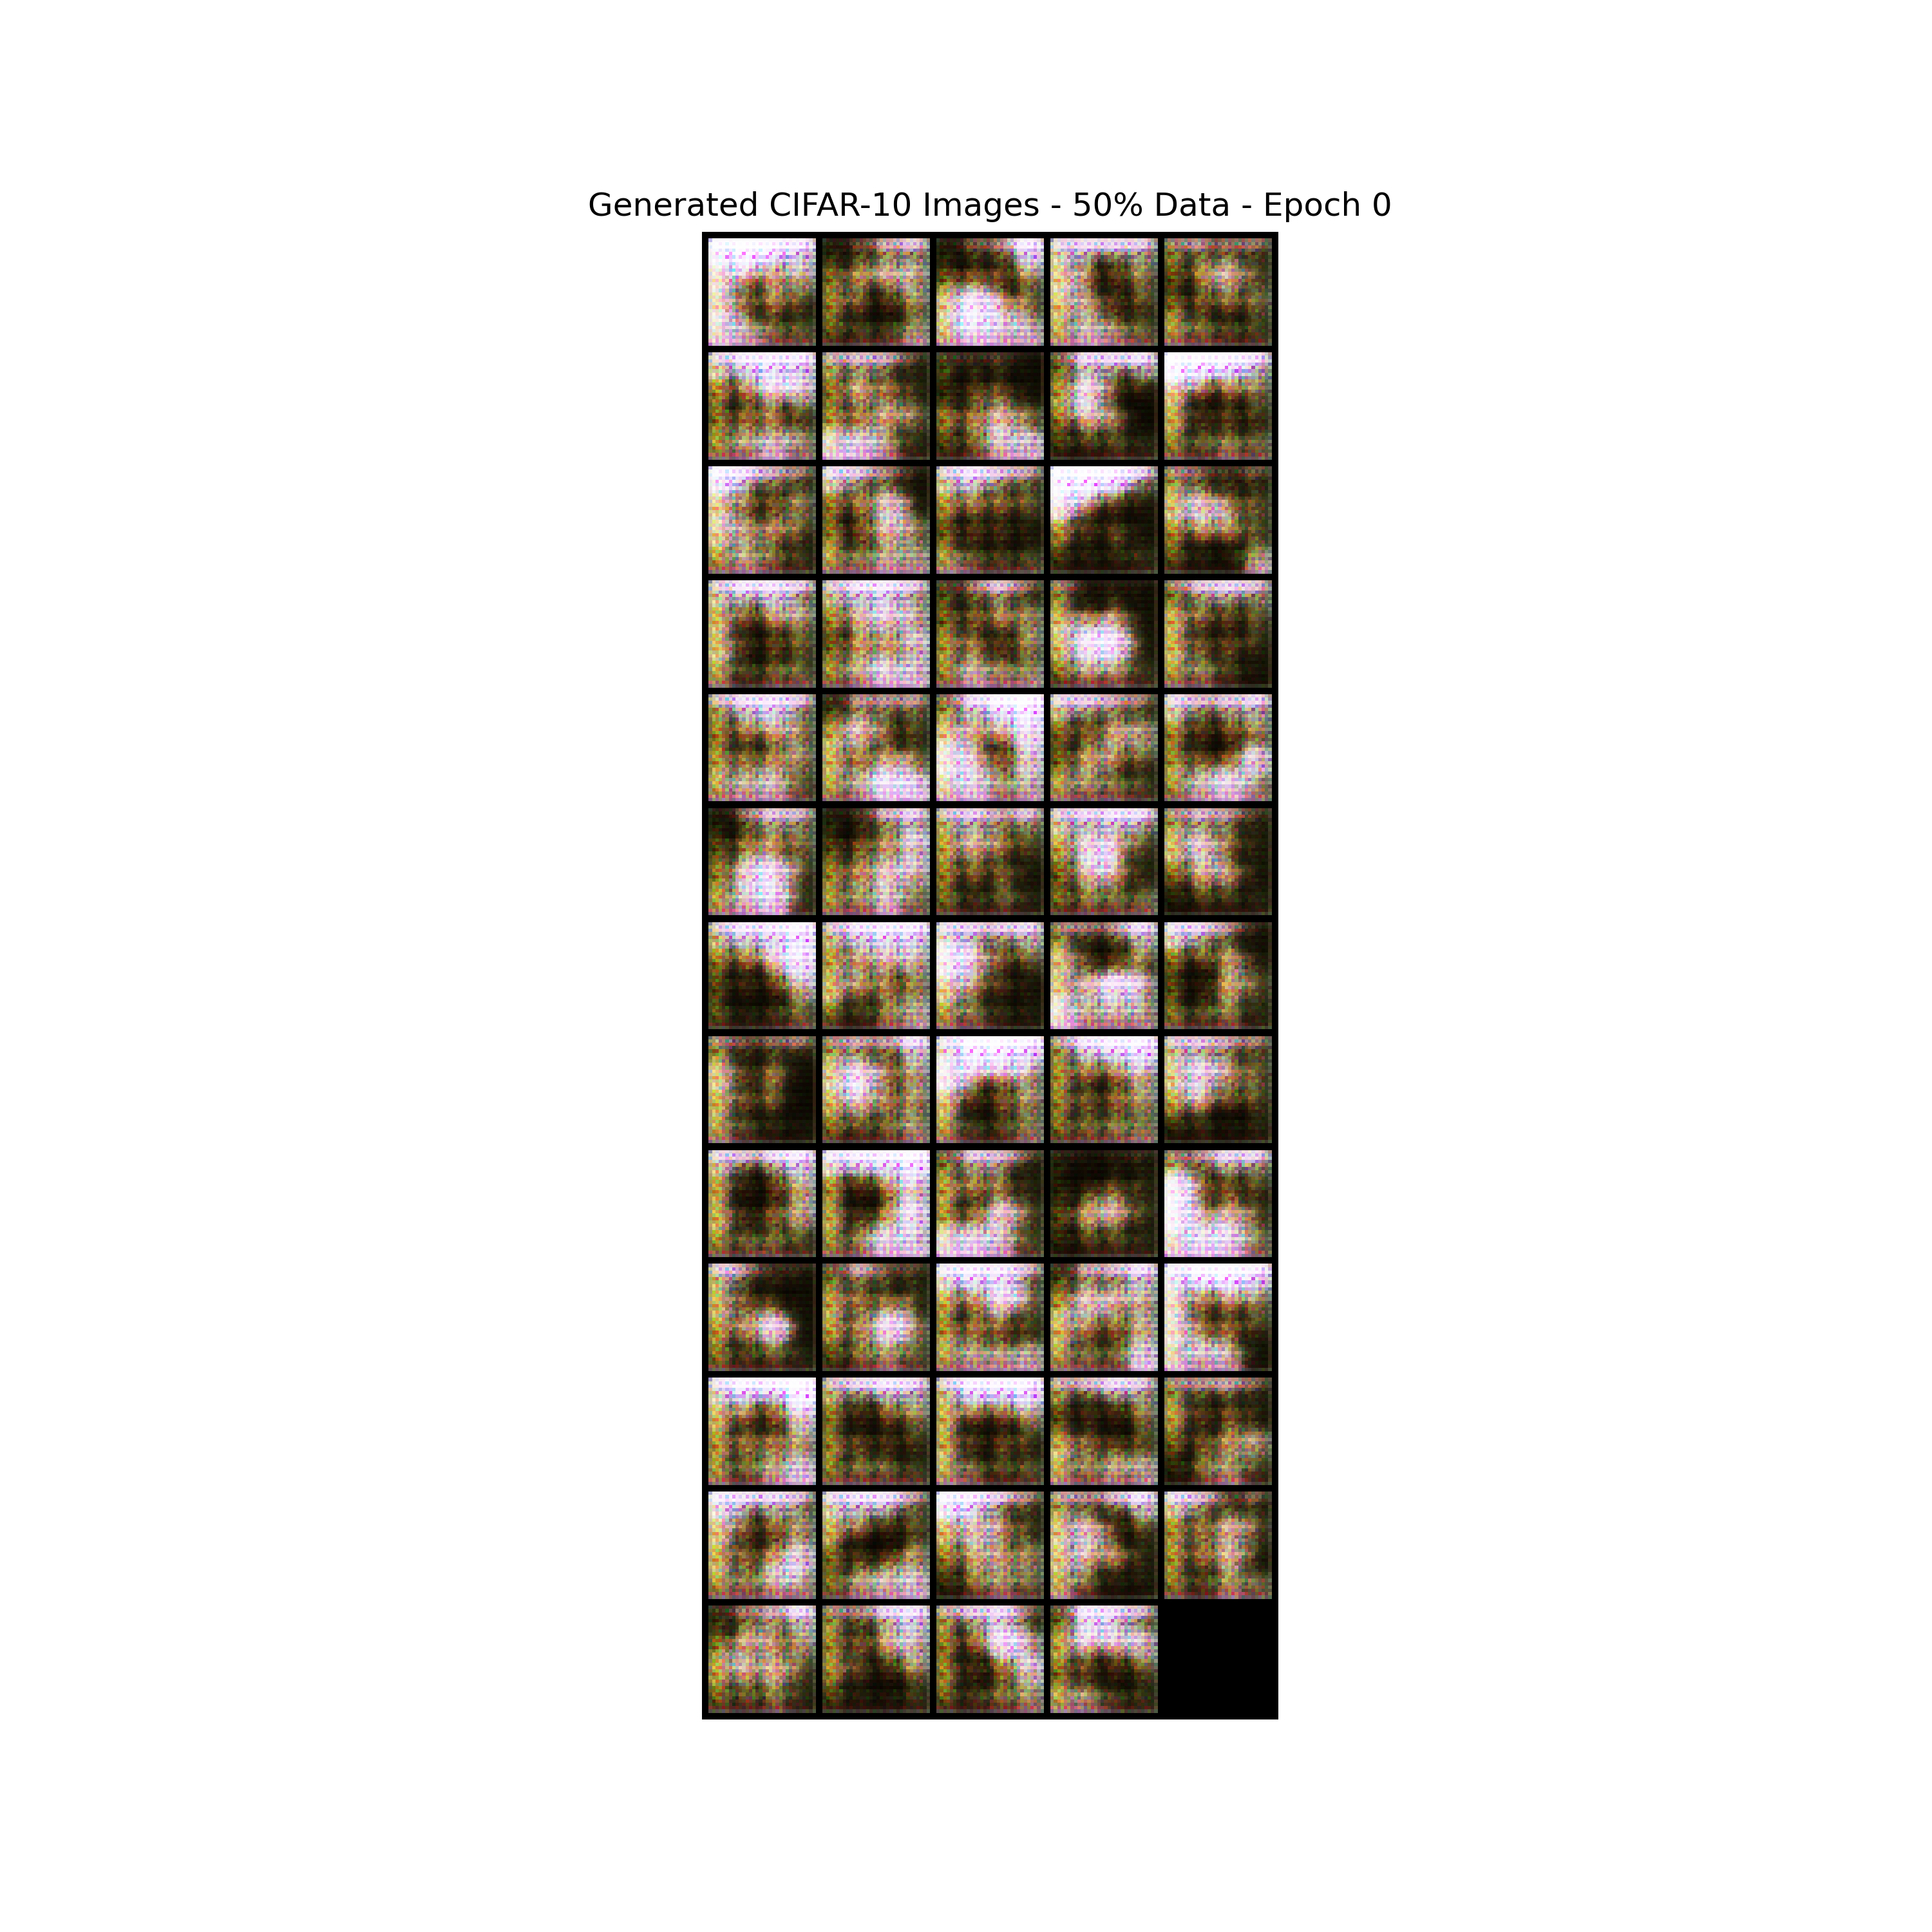 Generated CIFAR-10 Images - 50% Data - Epoch 0